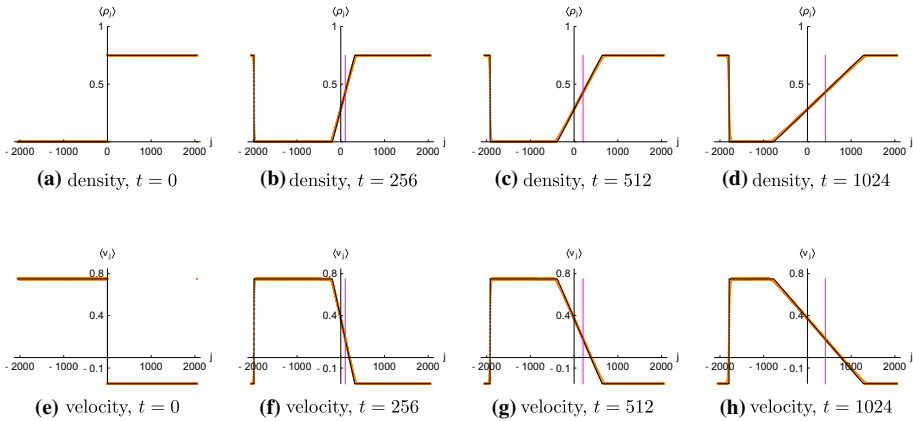 ⟨ρj⟩ ⟨ρj⟩ ⟨ρj⟩ ⟨ρj⟩
1 1 1 1
0.5 0.5 0.5 0.5
j j j j
-2000 -1000 0 1000 2000 -2000 -1000 0 1000 2000 -2000 -1000 0 1000 2000 -2000 -1000 0 1000 2000
(a) density, t = 0 (b) density, t = 256 (c) density, t = 512 (d) density, t = 1024
⟨vj⟩ ⟨vj⟩ ⟨vj⟩ ⟨vj⟩
0.8 0.8 0.8 0.8
0.4 0.4 0.4 0.4
j j j j
-2000 -1000 -0.1 1000 2000 -2000 -1000 -0.1 1000 2000 -2000 -1000 -0.1 1000 2000 -2000 -1000 -0.1 1000 2000
(e) velocity, t = 0 (f) velocity, t = 256 (g) velocity, t = 512 (h) velocity, t = 1024